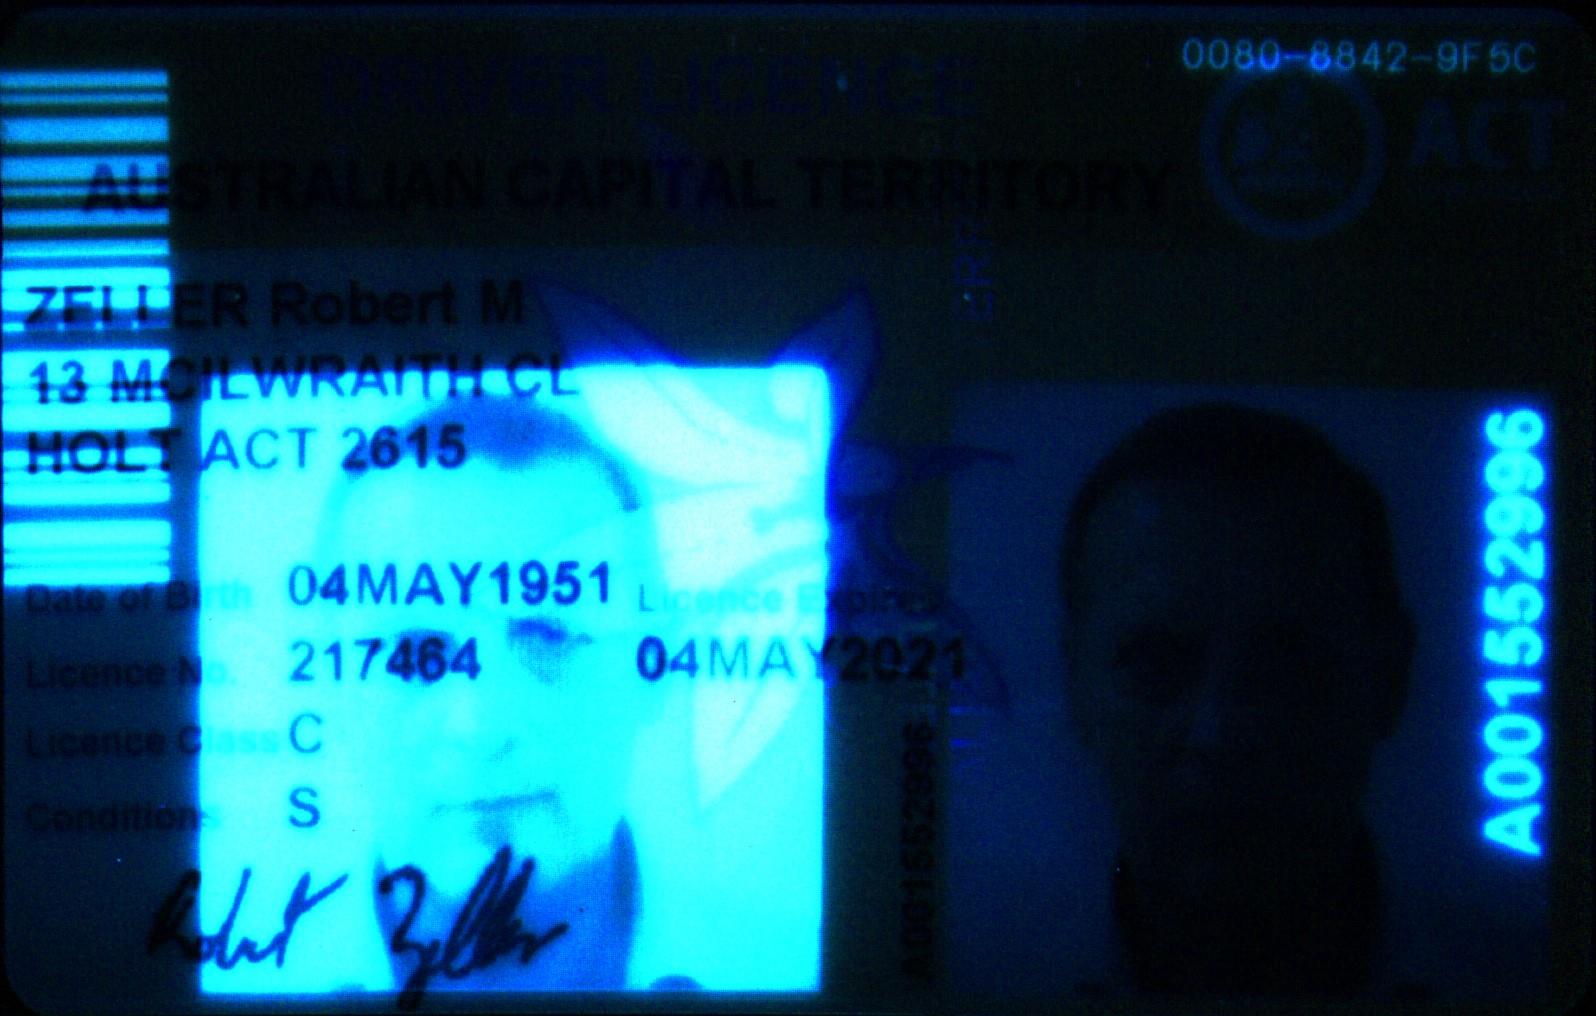 0080-8842-9F5C
DRIVER LICENCE
ACT
AUSTRALIAN CAPITAL TERRITORY
ZELLER Robert M
13 MCILWRAITH CL
HOLT ACT 2615
Date of Birth 04MAY1951 Licence Expires
Licence No. 217464 04MAY2021
Licence Class C
Conditions S
Robert Zeller
A001552996
A001552996